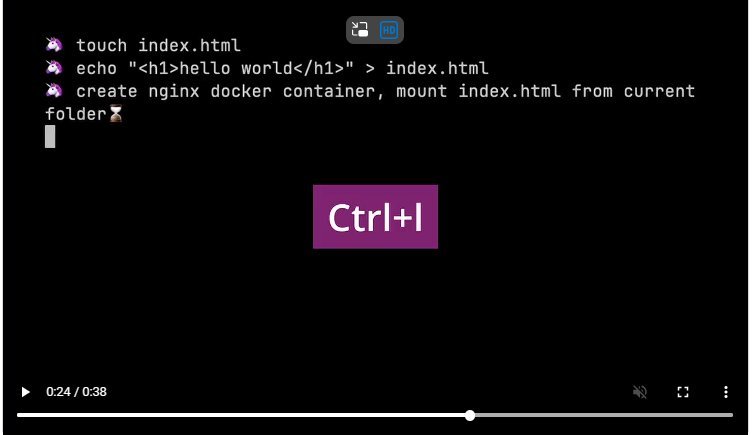 HD
🦄 touch index.html
🦄 echo "<h1>hello world</h1>" > index.html
🦄 create nginx docker container, mount index.html from current
folder⏳
Ctrl+l
0:24 / 0:38